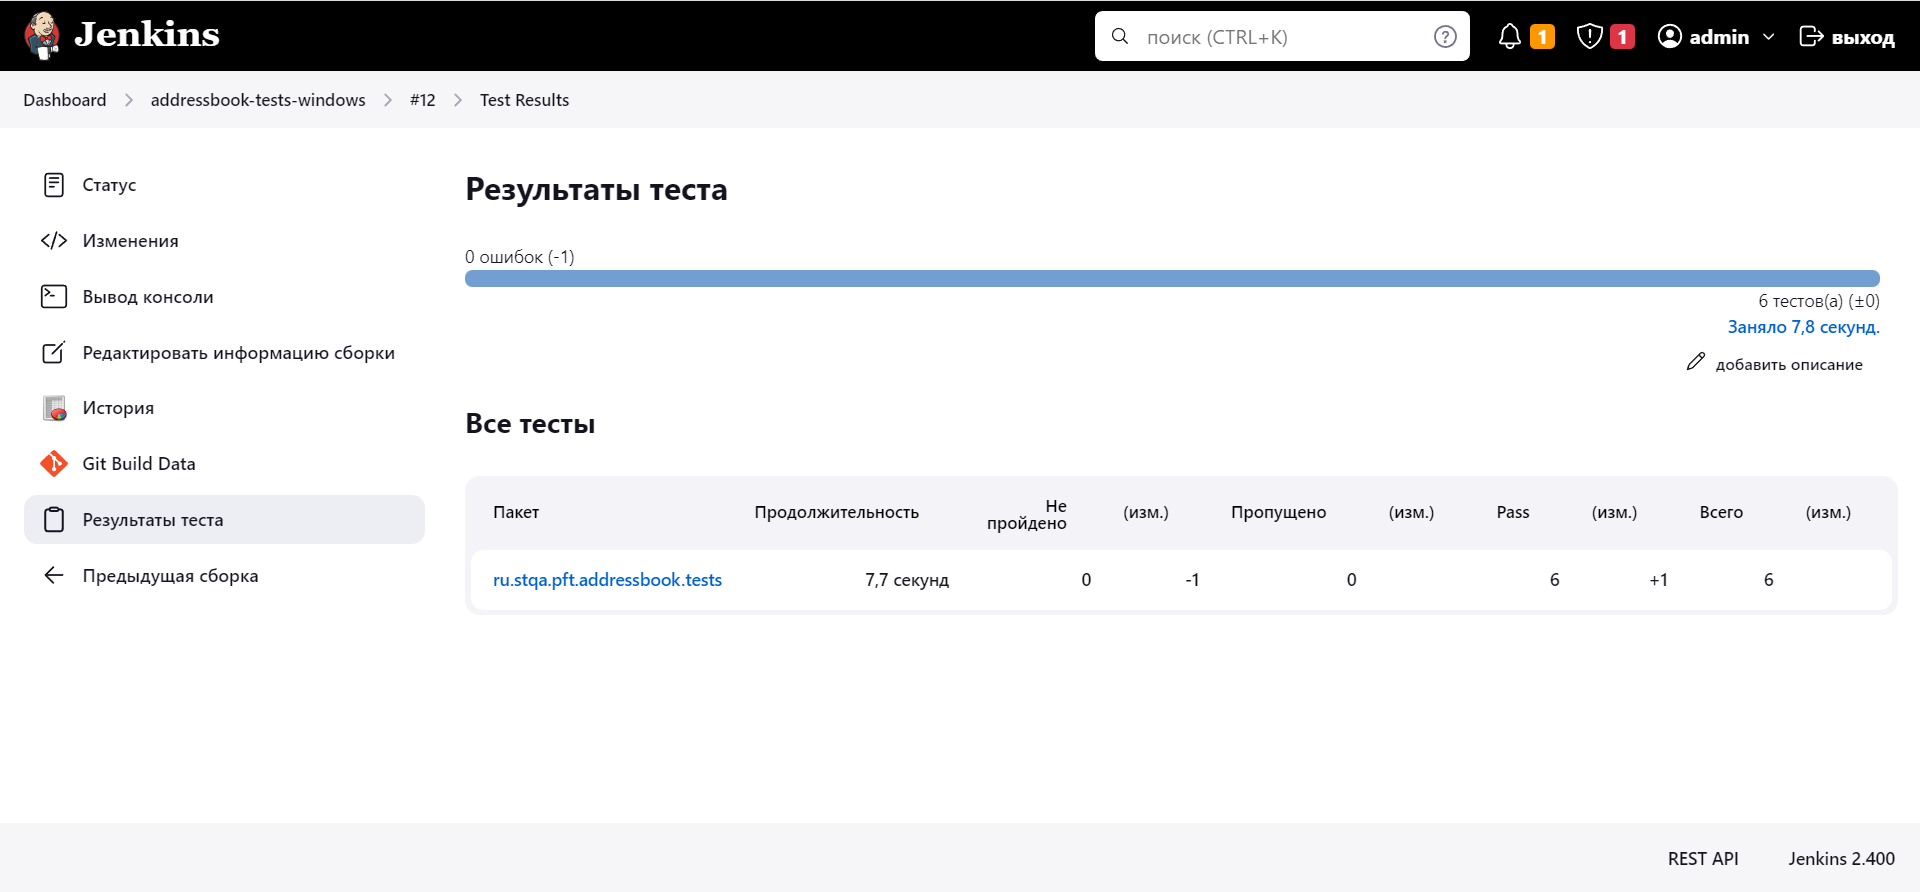 Jenkins
поиск (CTRL+K)
?
1
1
admin
выход
Dashboard
addressbook-tests-windows
#12
Test Results
Статус
Изменения
Вывод консоли
Редактировать информацию сборки
История
Git Build Data
Результаты теста
Предыдущая сборка
Результаты теста
0 ошибок (-1)
6 тестов(а) (±0)
Заняло 7,8 секунд.
добавить описание
Все тесты
Пакет Продолжительность Не пройдено (изм.) Пропущено (изм.) Pass (изм.) Всего (изм.)
ru.stqa.pft.addressbook.tests 7,7 секунд 0 -1 0 6 +1 6
REST API Jenkins 2.400